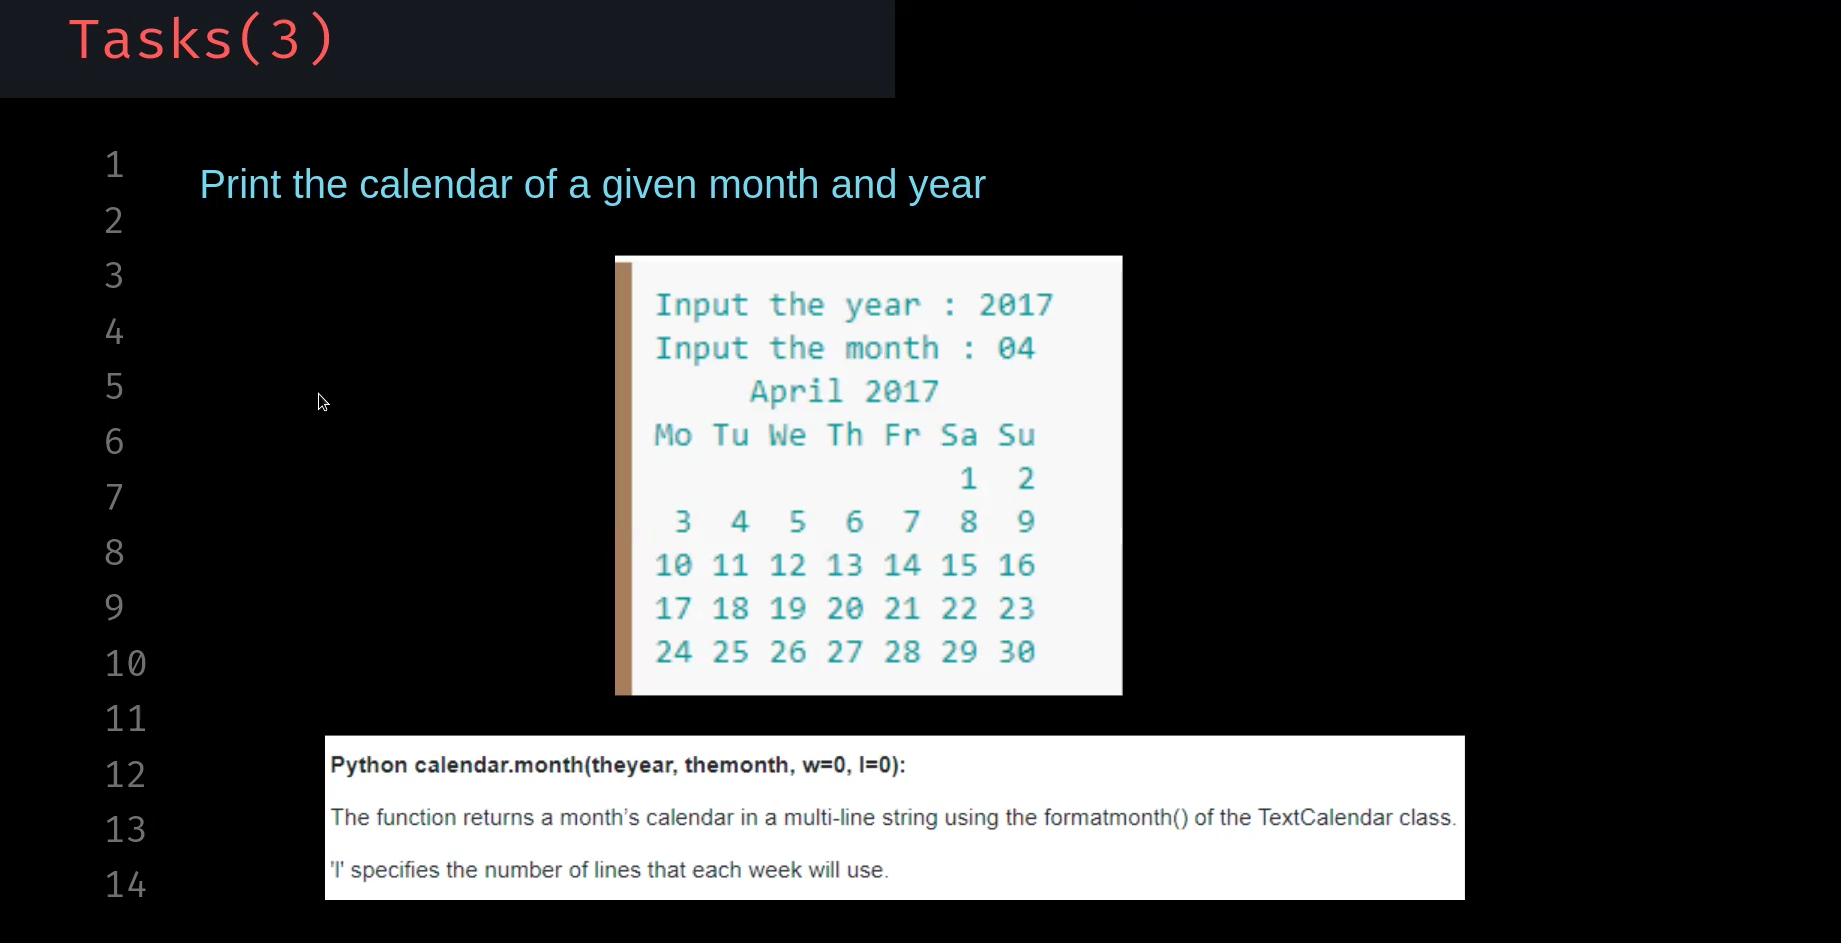 Tasks(3)
1
Print the calendar of a given month and year
2
3
4
5
6
7
8
9
10
11
12
13
14
Input the year : 2017
Input the month : 04
April 2017
Mo Tu We Th Fr Sa Su
1 2
3 4 5 6 7 8 9
10 11 12 13 14 15 16
17 18 19 20 21 22 23
24 25 26 27 28 29 30
Python calendar.month(theyear, themonth, w=0, l=0):
The function returns a month’s calendar in a multi-line string using the formatmonth() of the TextCalendar class.
'l' specifies the number of lines that each week will use.